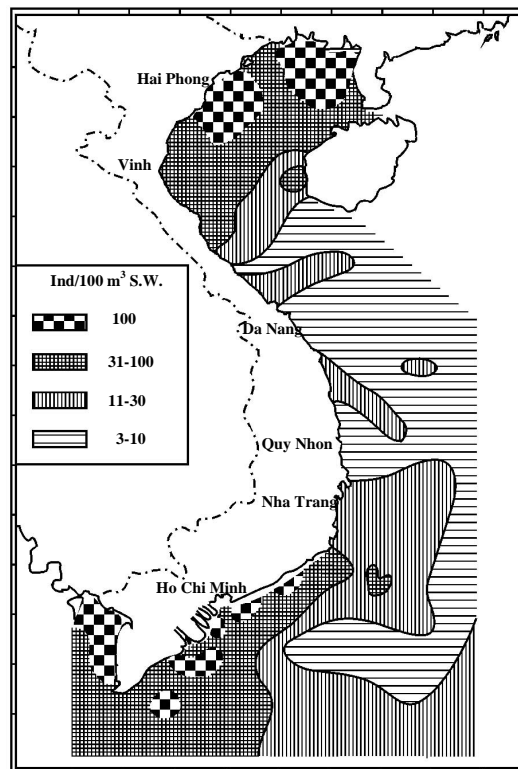 Hai Phong
Vinh
Ind/100 m³ S.W.
100
31-100
11-30
3-10
Da Nang
Quy Nhon
Nha Trang
Ho Chi Minh